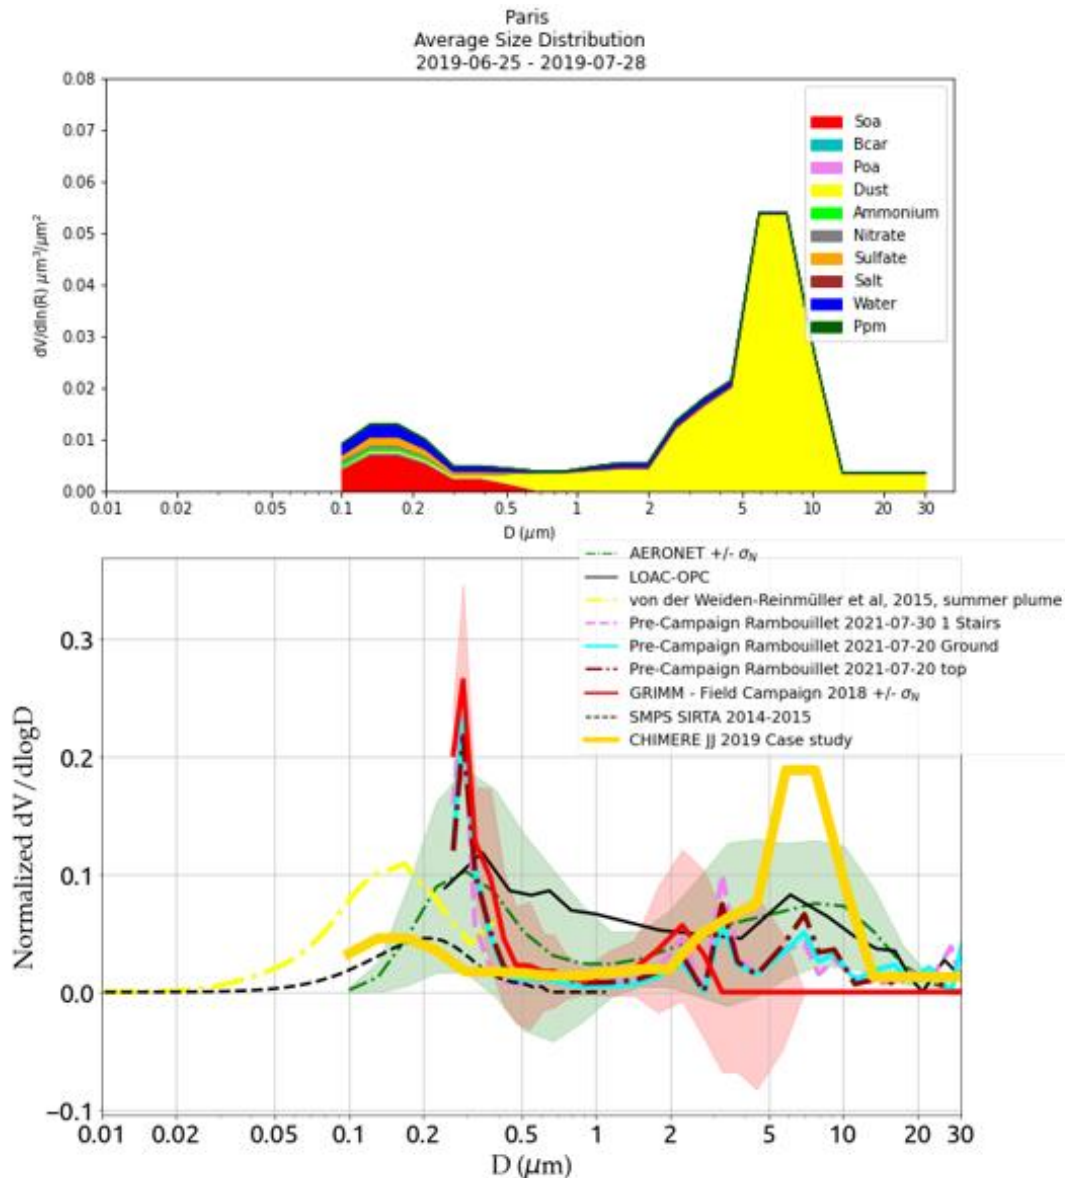 Paris
Average Size Distribution
2019-06-25 - 2019-07-28
0.08
0.07
0.06
0.05
0.04
0.03
0.02
0.01
0.00
dV/dln(R) μm³/μm²
Soa
Bcar
Poa
Dust
Ammonium
Nitrate
Sulfate
Salt
Water
Ppm
0.01 0.02 0.05 0.1 0.2 0.5 1 2 5 10 20 30
D (μm)
AERONET +/- σN
LOAC-OPC
von der Weiden-Reinmüller et al, 2015, summer plume
Pre-Campaign Rambouillet 2021-07-30 1 Stairs
Pre-Campaign Rambouillet 2021-07-20 Ground
Pre-Campaign Rambouillet 2021-07-20 top
GRIMM - Field Campaign 2018 +/- σN
SMPS SIRTA 2014-2015
CHIMERE JJ 2019 Case study
0.3
0.2
0.1
0.0
−0.1
Normalized dV/dlogD
0.01 0.02 0.05 0.1 0.2 0.5 1 2 5 10 20 30
D (μm)